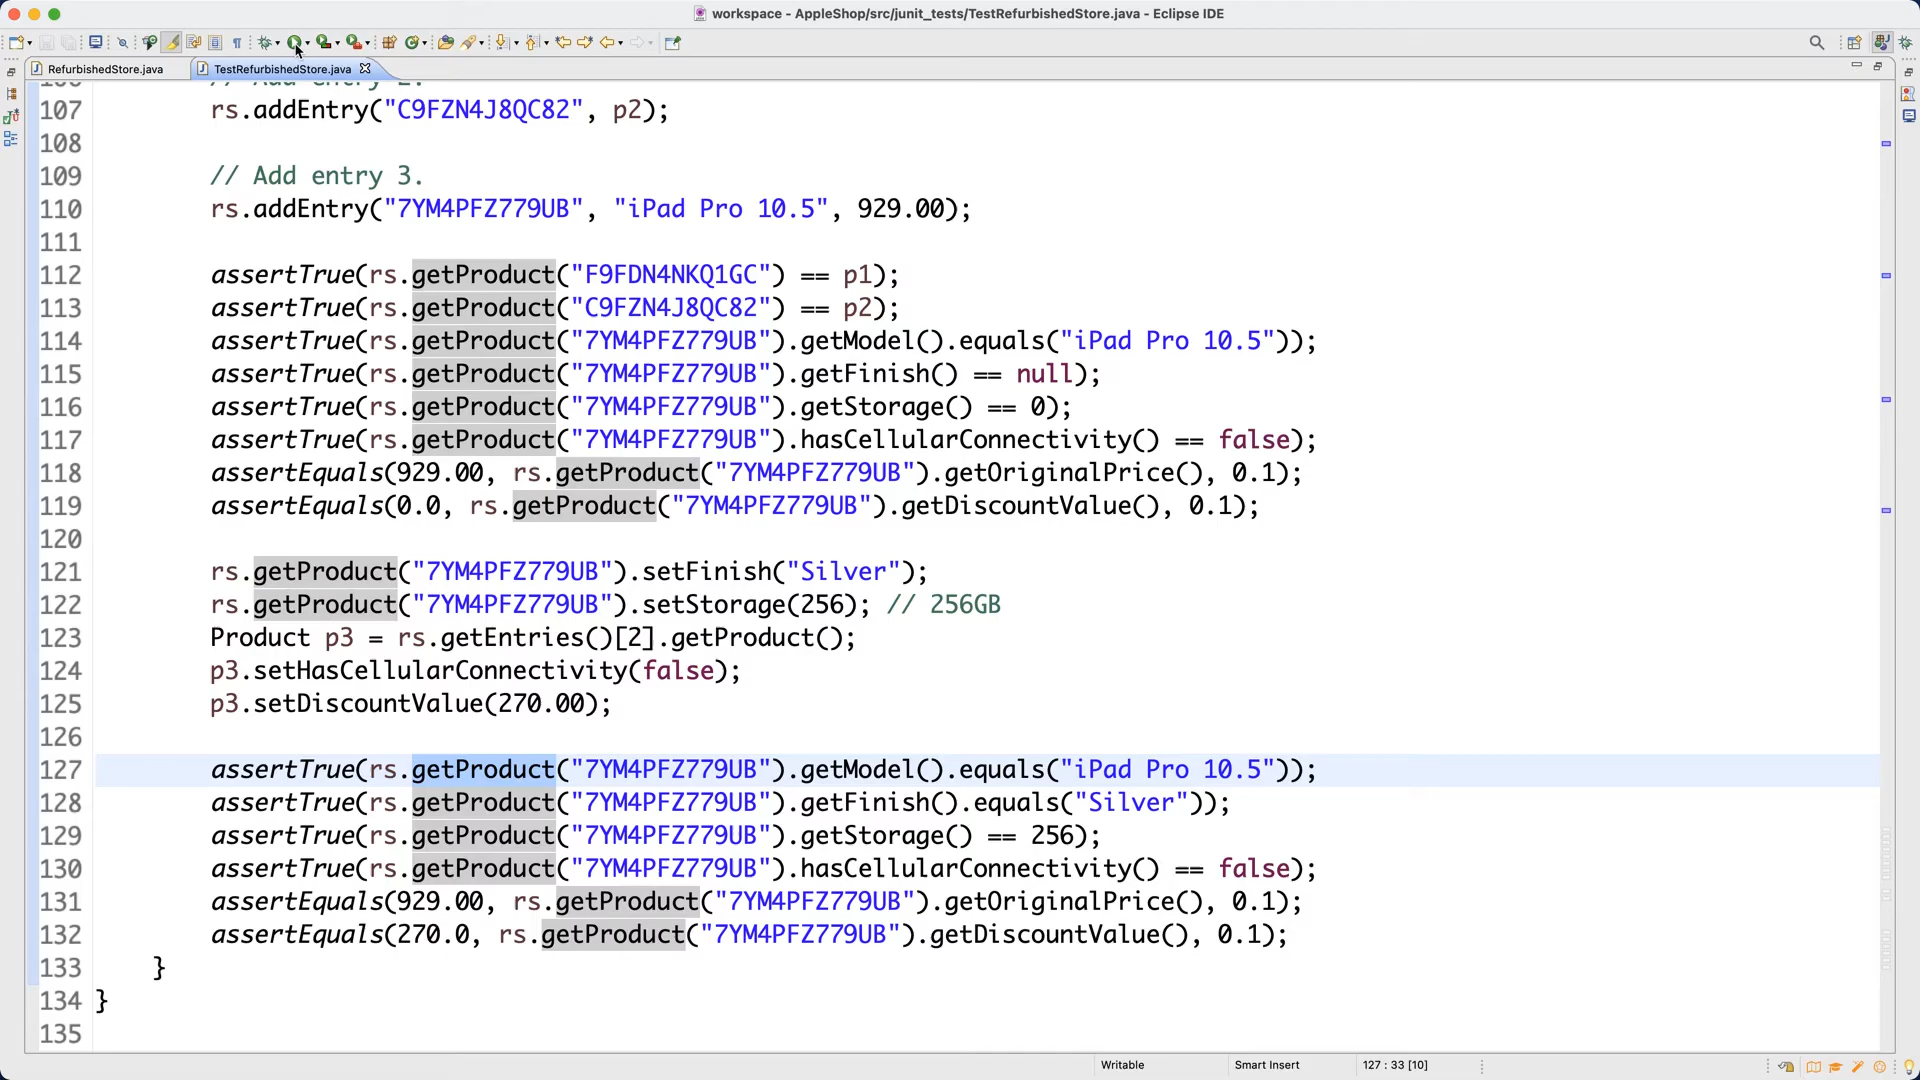 workspace - AppleShop/src/junit_tests/TestRefurbishedStore.java - Eclipse IDE
RefurbishedStore.java
TestRefurbishedStore.java
106 // Add entry 2.
107 rs.addEntry("C9FZN4J8QC82", p2);
108
109 // Add entry 3.
110 rs.addEntry("7YM4PFZ779UB", "iPad Pro 10.5", 929.00);
111
112 assertTrue(rs.getProduct("F9FDN4NKQ1GC") == p1);
113 assertTrue(rs.getProduct("C9FZN4J8QC82") == p2);
114 assertTrue(rs.getProduct("7YM4PFZ779UB").getModel().equals("iPad Pro 10.5"));
115 assertTrue(rs.getProduct("7YM4PFZ779UB").getFinish() == null);
116 assertTrue(rs.getProduct("7YM4PFZ779UB").getStorage() == 0);
117 assertTrue(rs.getProduct("7YM4PFZ779UB").hasCellularConnectivity() == false);
118 assertEquals(929.00, rs.getProduct("7YM4PFZ779UB").getOriginalPrice(), 0.1);
119 assertEquals(0.0, rs.getProduct("7YM4PFZ779UB").getDiscountValue(), 0.1);
120
121 rs.getProduct("7YM4PFZ779UB").setFinish("Silver");
122 rs.getProduct("7YM4PFZ779UB").setStorage(256); // 256GB
123 Product p3 = rs.getEntries()[2].getProduct();
124 p3.setHasCellularConnectivity(false);
125 p3.setDiscountValue(270.00);
126
127 assertTrue(rs.getProduct("7YM4PFZ779UB").getModel().equals("iPad Pro 10.5"));
128 assertTrue(rs.getProduct("7YM4PFZ779UB").getFinish().equals("Silver"));
129 assertTrue(rs.getProduct("7YM4PFZ779UB").getStorage() == 256);
130 assertTrue(rs.getProduct("7YM4PFZ779UB").hasCellularConnectivity() == false);
131 assertEquals(929.00, rs.getProduct("7YM4PFZ779UB").getOriginalPrice(), 0.1);
132 assertEquals(270.0, rs.getProduct("7YM4PFZ779UB").getDiscountValue(), 0.1);
133 }
134 }
135
Writable
Smart Insert
127 : 33 [10]